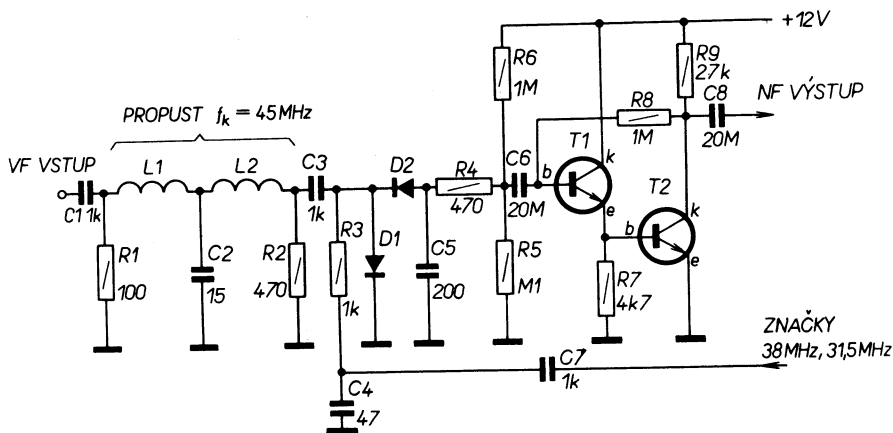 +12V
R6
1M
R9
27k
C8
20M
NF VÝSTUP
R8
1M
PROPUST fk = 45MHz
T1
k
b
e
T2
k
b
e
VF VSTUP
C1 1k
L1
L2
C3
1k
D2
R4
470
C6
20M
R1
100
C2
15
R2
470
R3
1k
D1
C5
200
R5
M1
R7
4k7
ZNAČKY
38MHz, 31,5MHz
C7
1k
C4
47